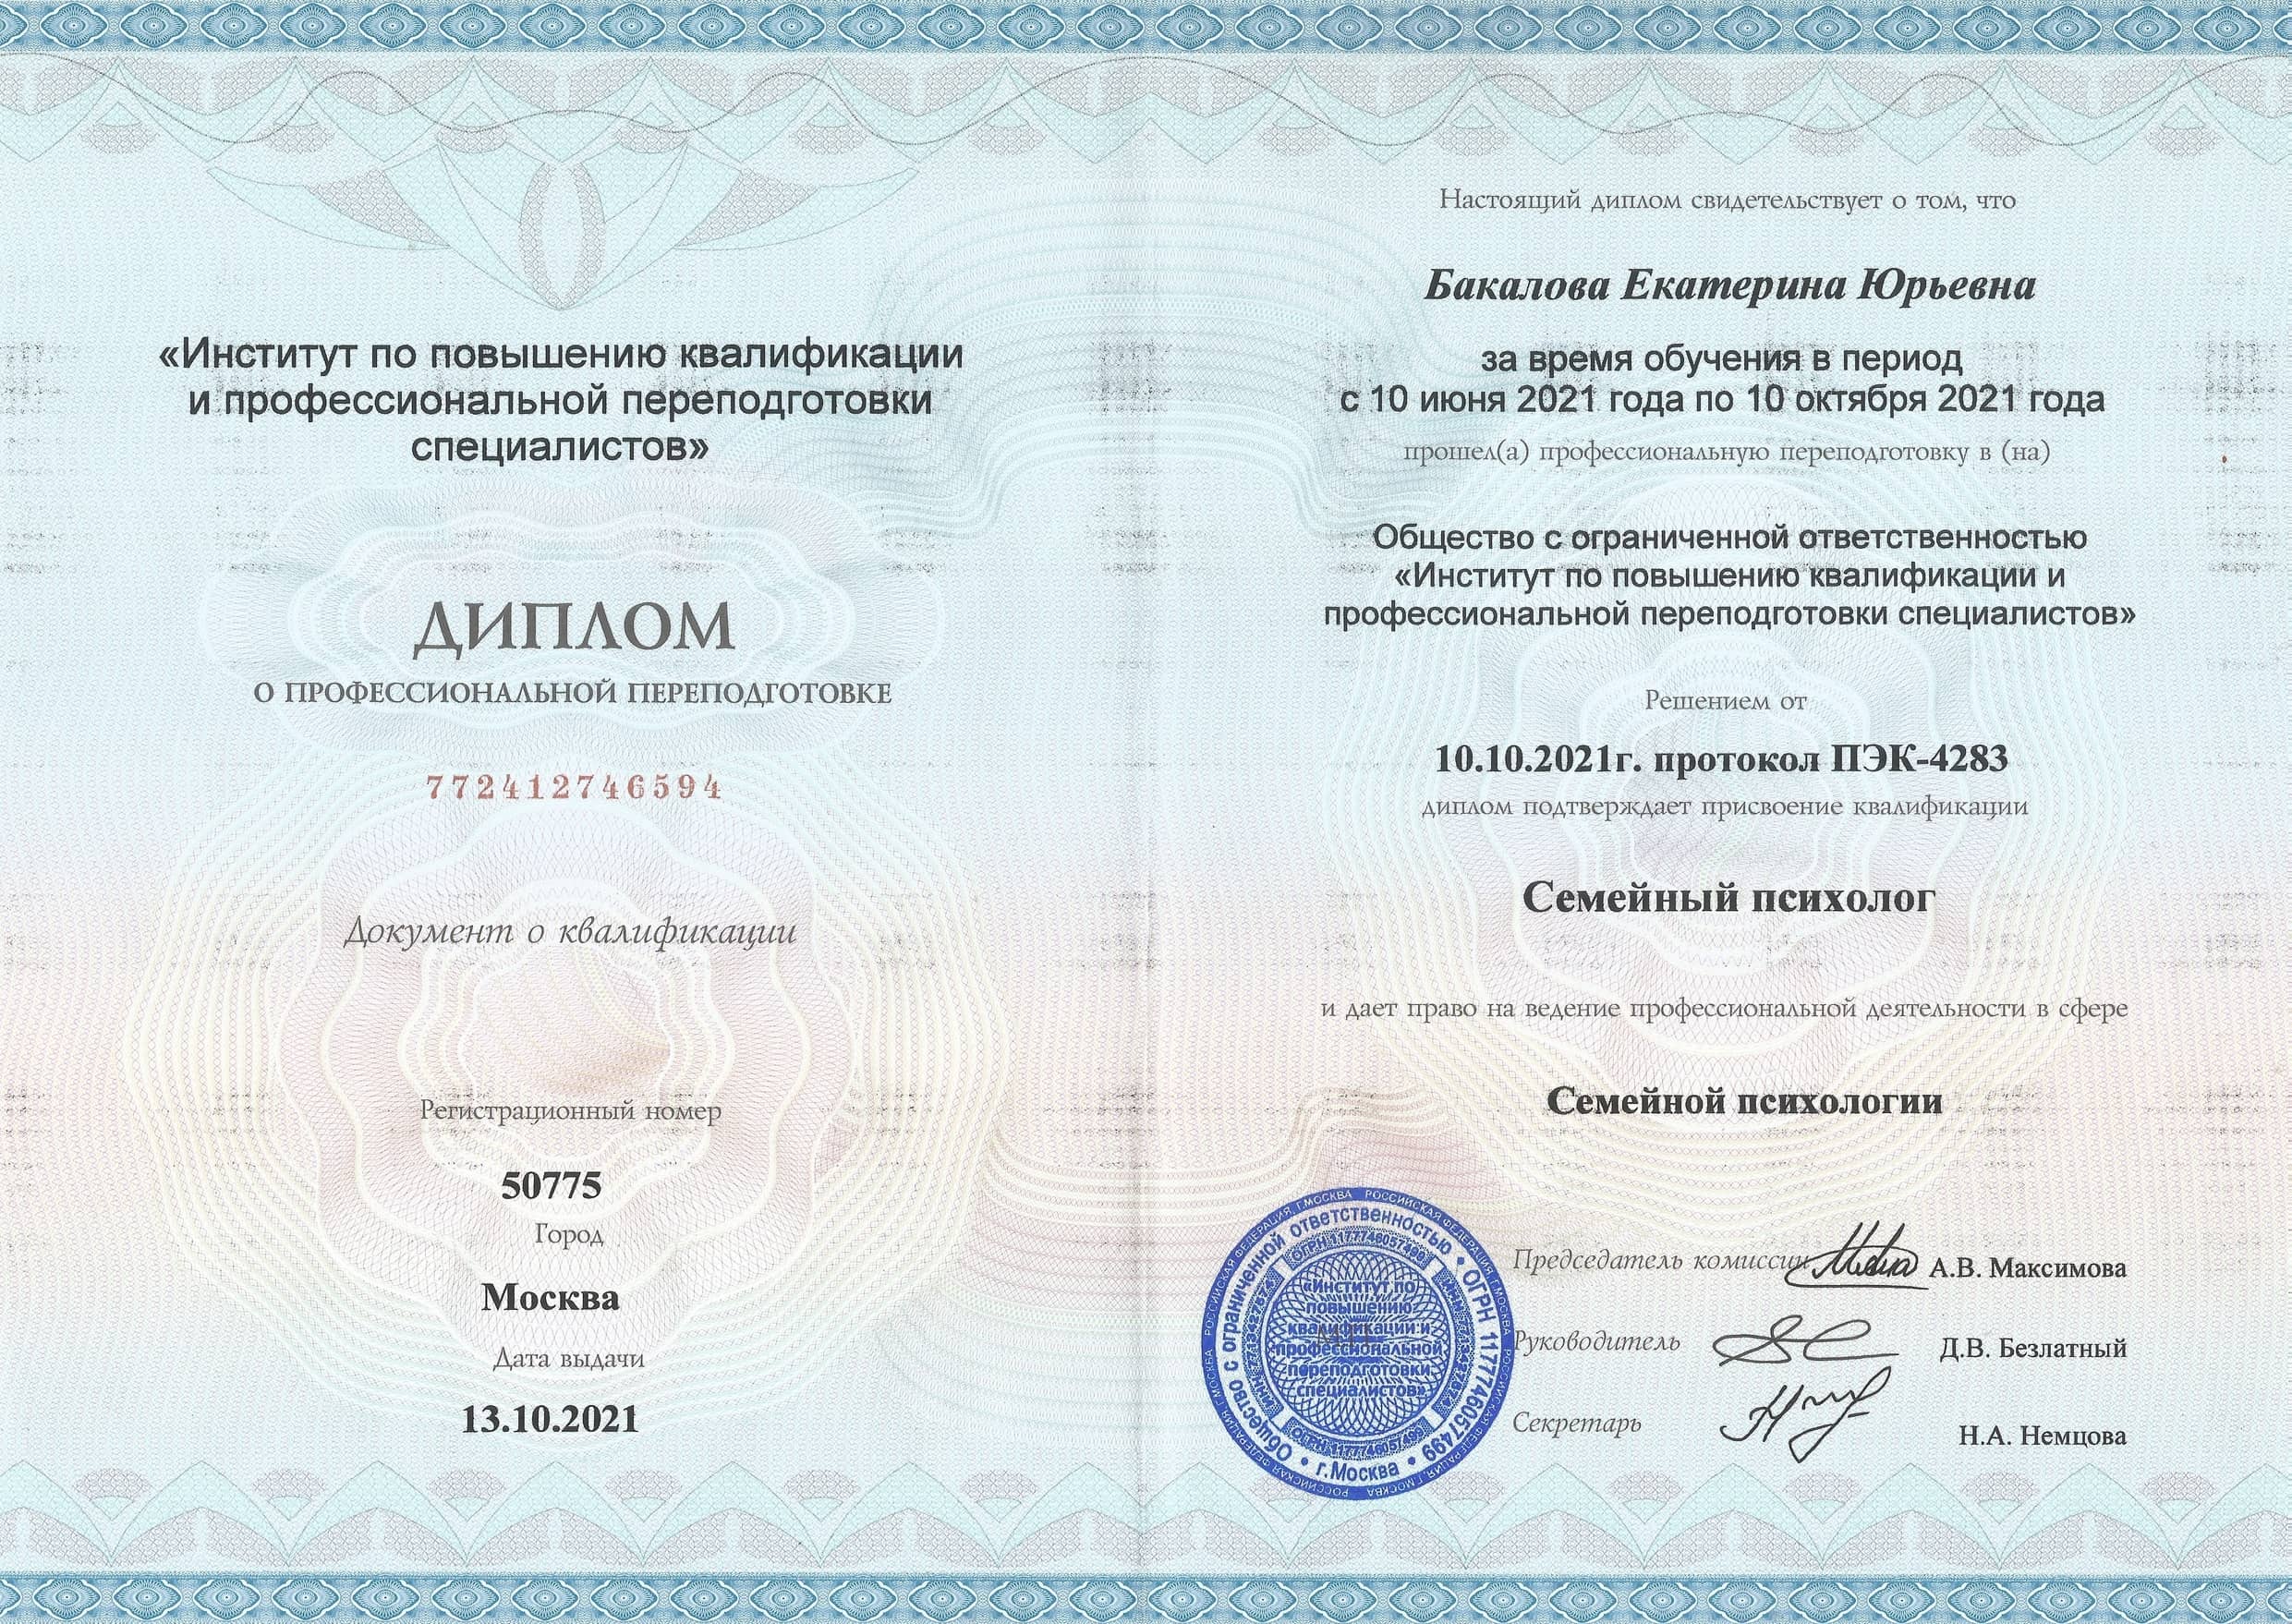 «Институт по повышению квалификации
и профессиональной переподготовки
специалистов»
ДИПЛОМ
О ПРОФЕССИОНАЛЬНОЙ ПЕРЕПОДГОТОВКЕ
772412746594
Документ о квалификации
Регистрационный номер
50775
Город
Москва
Дата выдачи
13.10.2021
Настоящий диплом свидетельствует о том, что
Бакалова Екатерина Юрьевна
за время обучения в период
с 10 июня 2021 года по 10 октября 2021 года
прошел(а) профессиональную переподготовку в (на)
Общество с ограниченной ответственностью
«Институт по повышению квалификации и
профессиональной переподготовки специалистов»
Решением от
10.10.2021г. протокол ПЭК-4283
диплом подтверждает присвоение квалификации
Семейный психолог
и дает право на ведение профессиональной деятельности в сфере
Семейной психологии
Председатель комиссии А.В. Максимова
Руководитель Д.В. Безлатный
Секретарь Н.А. Немцова
РОССИЙСКАЯ ФЕДЕРАЦИЯ, Г.МОСКВА
Общество с ограниченной ответственностью • ОГРН 1177746057499 • г.Москва •
ОГРН 1177746057499
«Институт по
повышению
квалификации и
профессиональной
переподготовки
специалистов»
ОГРН 1177746057499